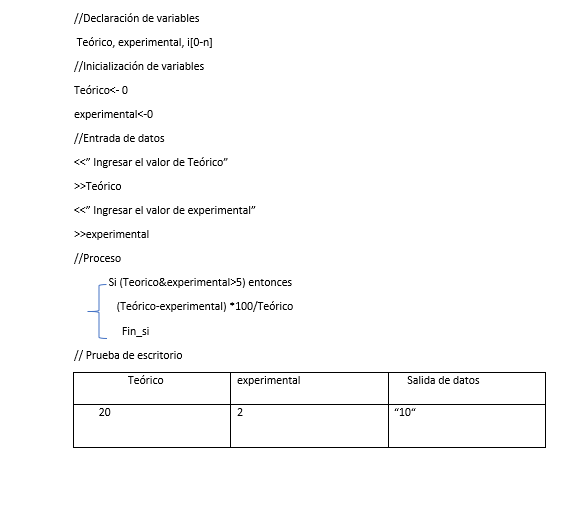 //Declaración de variables
Teórico, experimental, i[0-n]
//Inicialización de variables
Teórico<- 0
experimental<-0
//Entrada de datos
<<” Ingresar el valor de Teórico”
>>Teórico
<<” Ingresar el valor de experimental”
>>experimental
//Proceso
Si (Teorico&experimental>5) entonces
(Teórico-experimental) *100/Teórico
Fin_si
// Prueba de escritorio
Teórico experimental Salida de datos
20 2 “10“